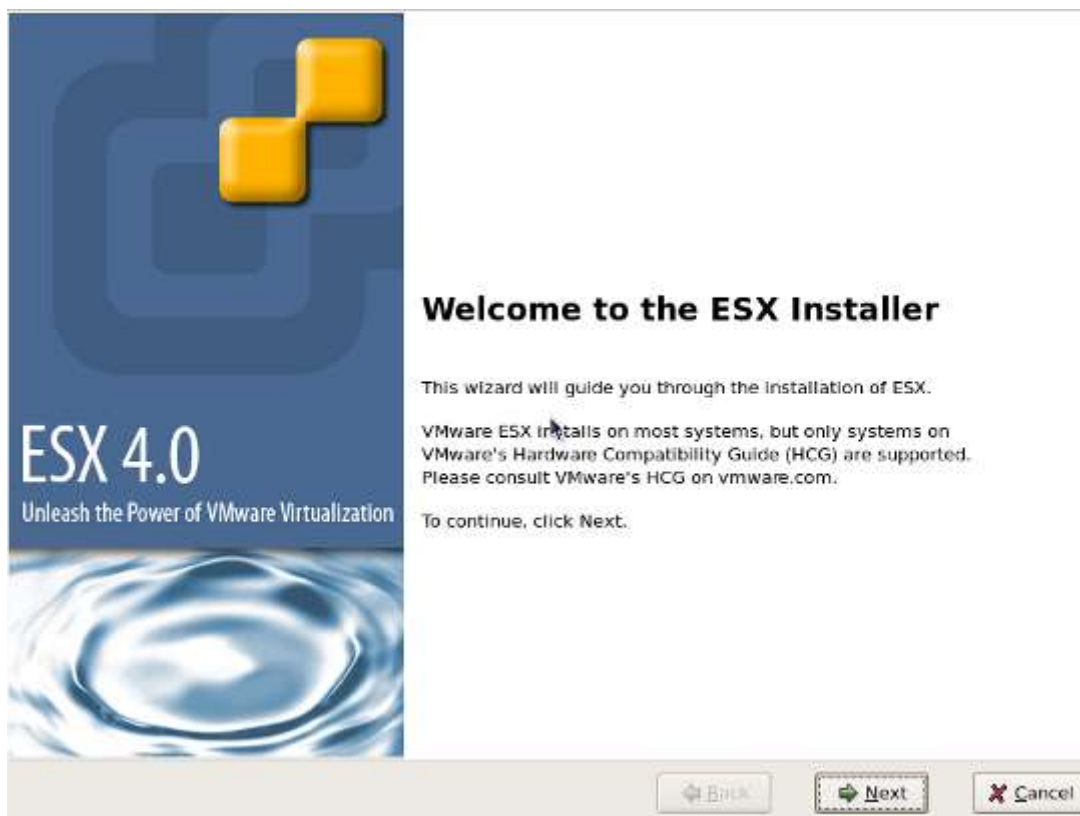 Welcome to the ESX Installer
This wizard will guide you through the installation of ESX.
VMware ESX installs on most systems, but only systems on
VMware's Hardware Compatibility Guide (HCG) are supported.
Please consult VMware's HCG on vmware.com.
To continue, click Next.
ESX 4.0
Unleash the Power of VMware Virtualization
Back
Next
Cancel